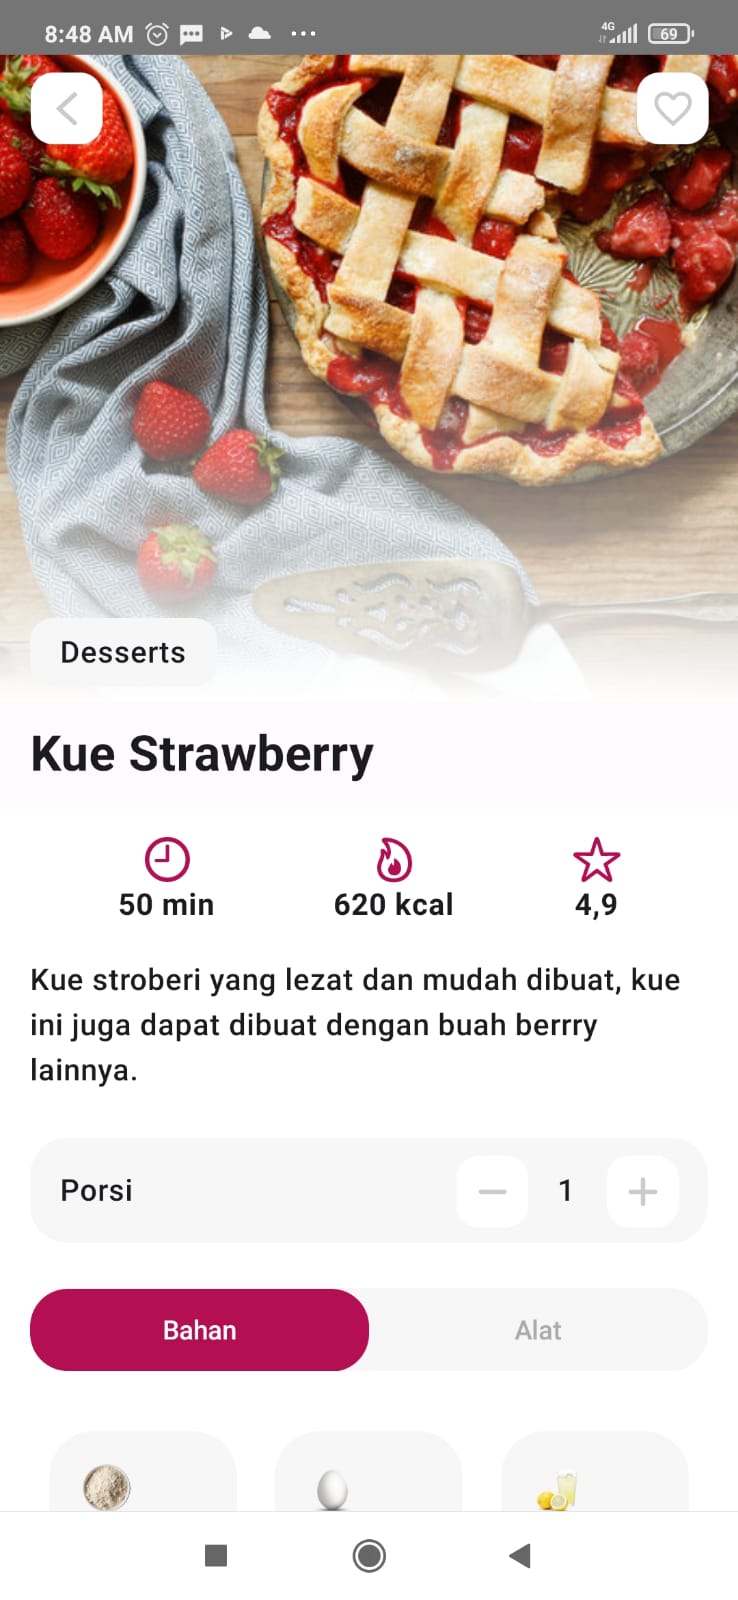 8:48 AM
4G
69
Desserts
Kue Strawberry
50 min
620 kcal
4,9
Kue stroberi yang lezat dan mudah dibuat, kue
ini juga dapat dibuat dengan buah berrry
lainnya.
Porsi
1
Bahan
Alat